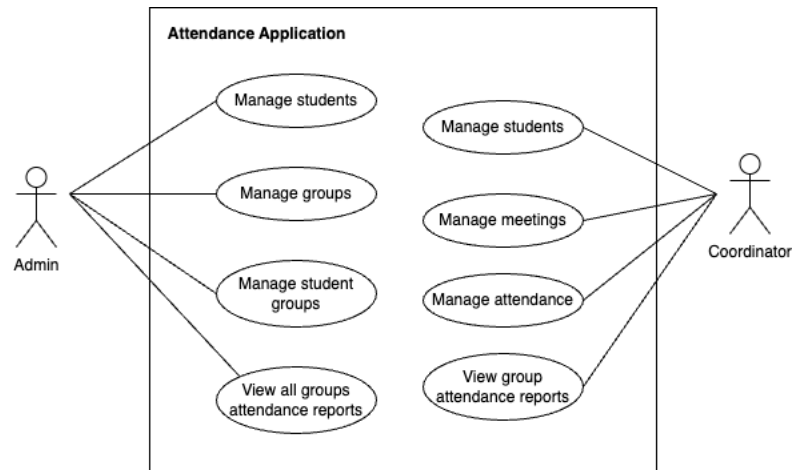 Attendance Application
Manage students
Manage groups
Manage student
groups
View all groups
attendance reports
Manage students
Manage meetings
Manage attendance
View group
attendance reports
Admin
Coordinator